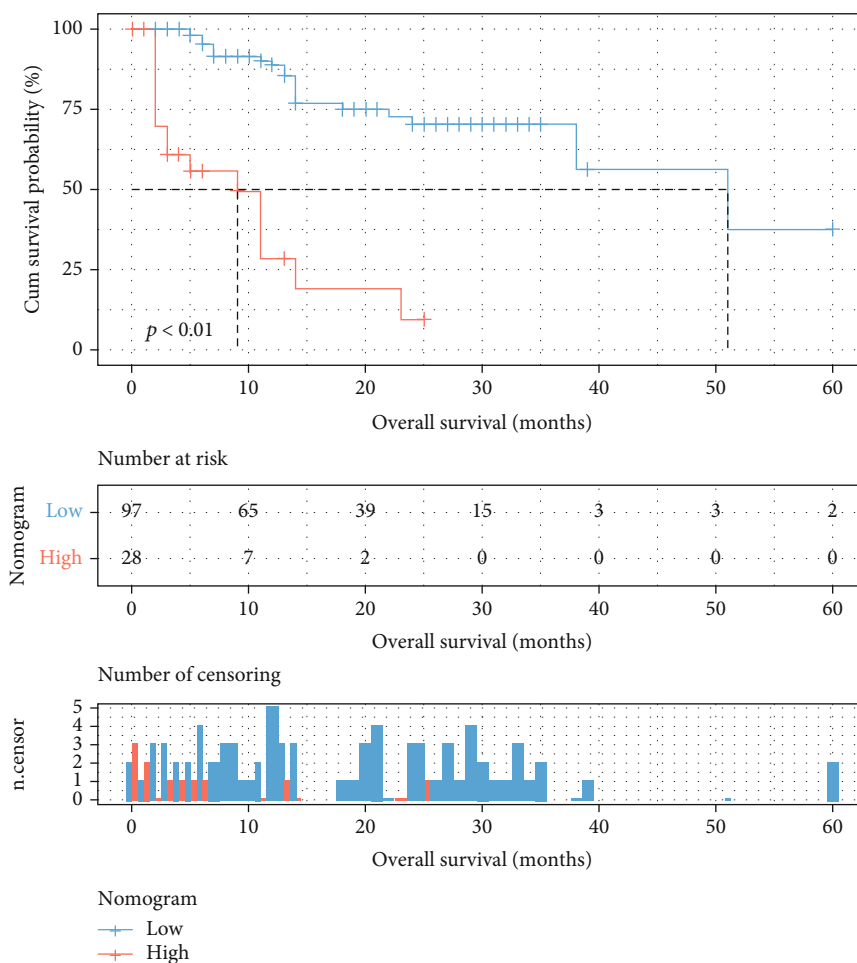 100
75
50
25
0
Cum survival probability (%)
p < 0.01
0 10 20 30 40 50 60
Overall survival (months)
Number at risk
Nomogram
Low 97 65 39 15 3 3 2
High 28 7 2 0 0 0 0
0 10 20 30 40 50 60
Overall survival (months)
Number of censoring
n.censor
5
4
3
2
1
0
0 10 20 30 40 50 60
Overall survival (months)
Nomogram
Low
High